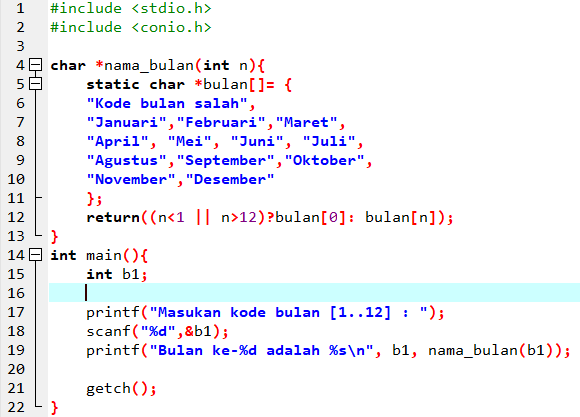 1 #include <stdio.h>
2 #include <conio.h>
3
4 char *nama_bulan(int n){
5     static char *bulan[]= {
6     "Kode bulan salah",
7     "Januari","Februari","Maret",
8     "April", "Mei", "Juni", "Juli",
9     "Agustus","September","Oktober",
10     "November","Desember"
11     };
12     return((n<1 || n>12)?bulan[0]: bulan[n]);
13 }
14 int main(){
15     int b1;
16
17     printf("Masukan kode bulan [1..12] : ");
18     scanf("%d",&b1);
19     printf("Bulan ke-%d adalah %s\n", b1, nama_bulan(b1));
20
21     getch();
22 }